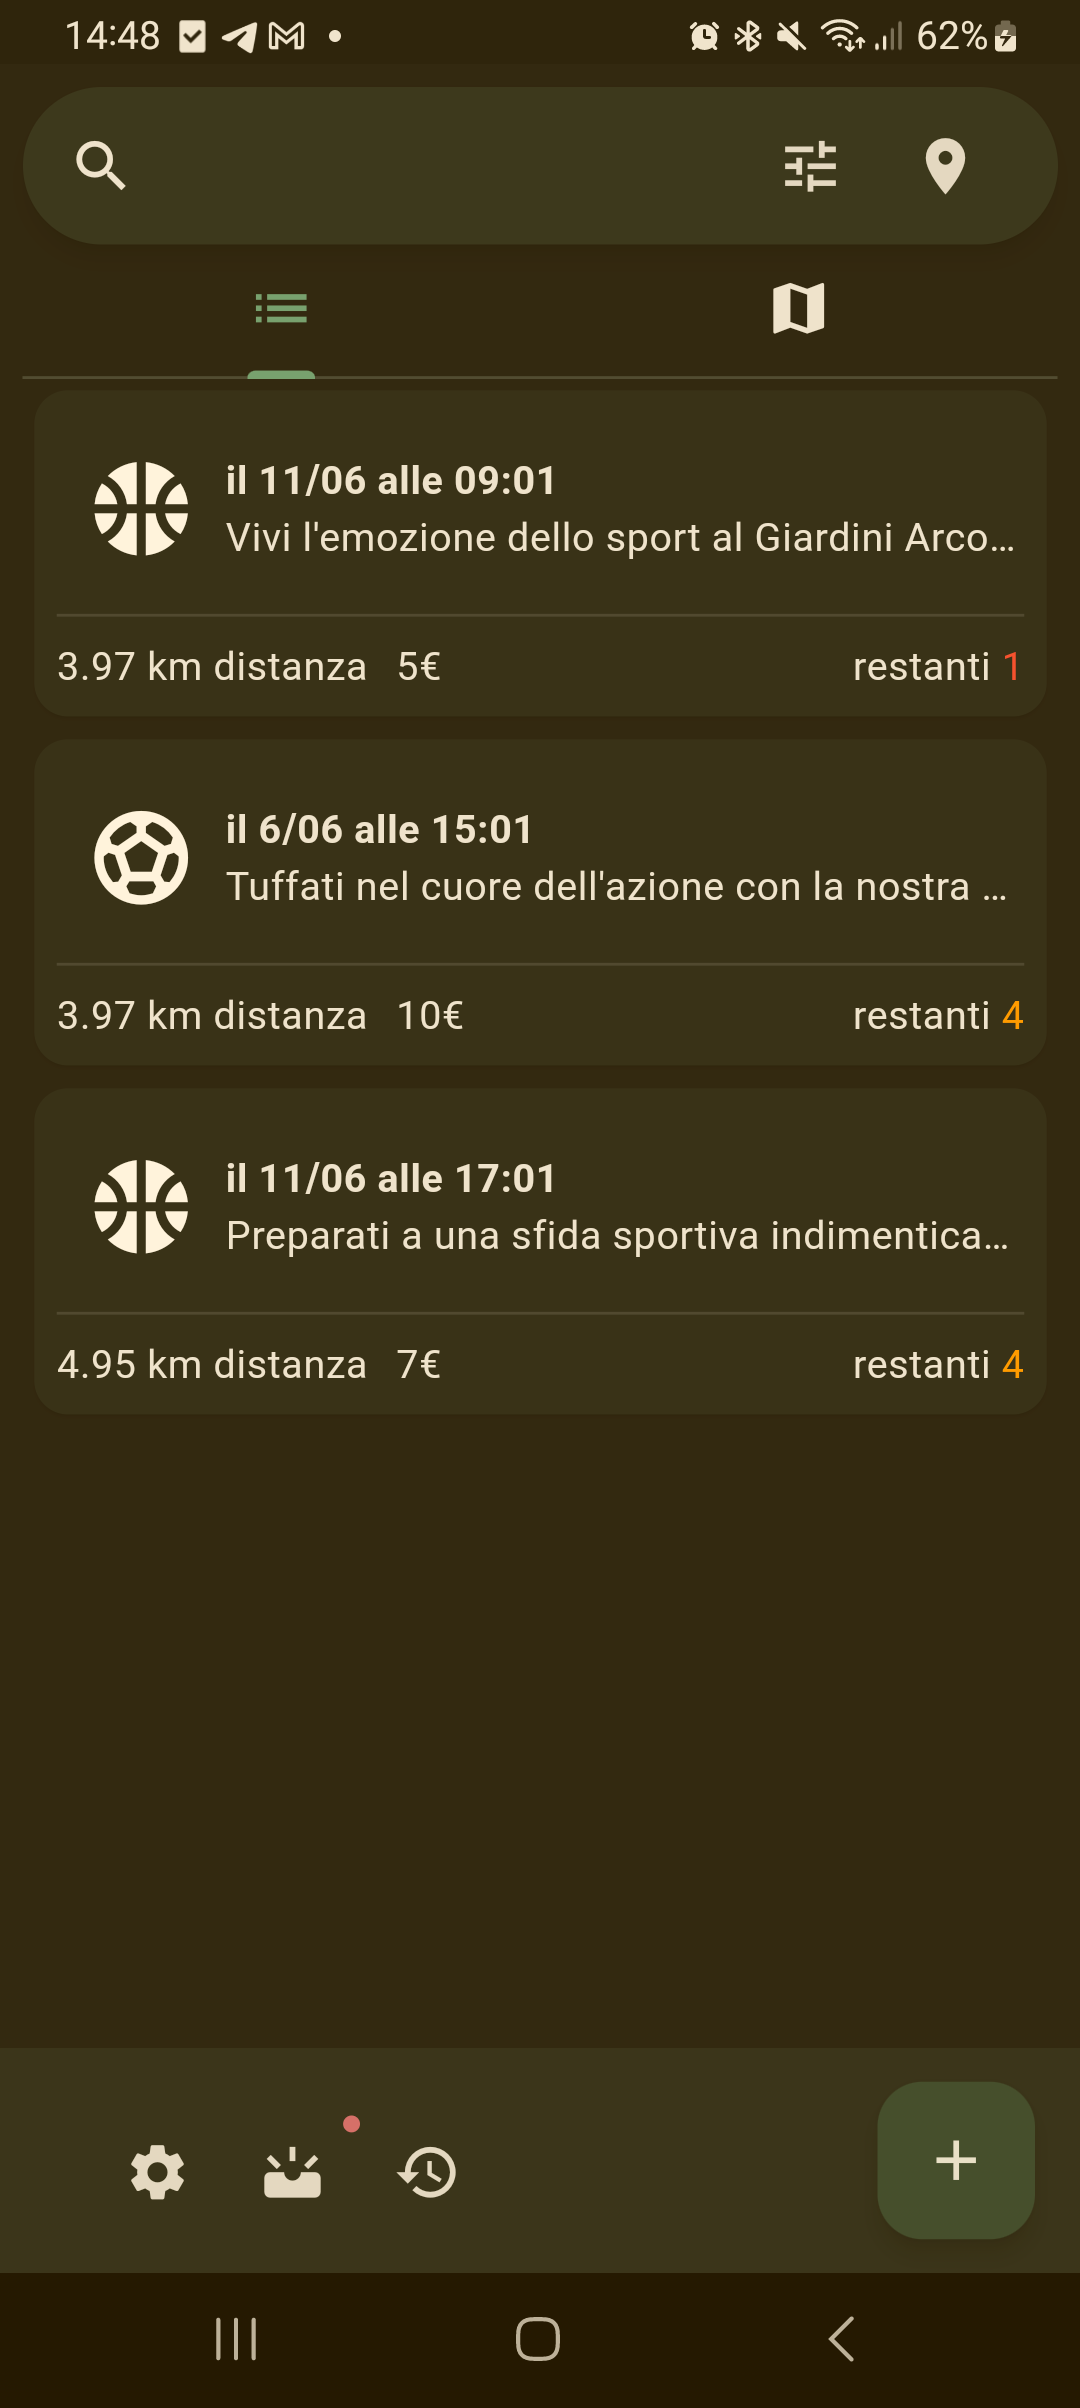 14:48 62%
il 11/06 alle 09:01
Vivi l'emozione dello sport al Giardini Arco…
3.97 km distanza 5€ restanti 1
il 6/06 alle 15:01
Tuffati nel cuore dell'azione con la nostra …
3.97 km distanza 10€ restanti 4
il 11/06 alle 17:01
Preparati a una sfida sportiva indimentica…
4.95 km distanza 7€ restanti 4